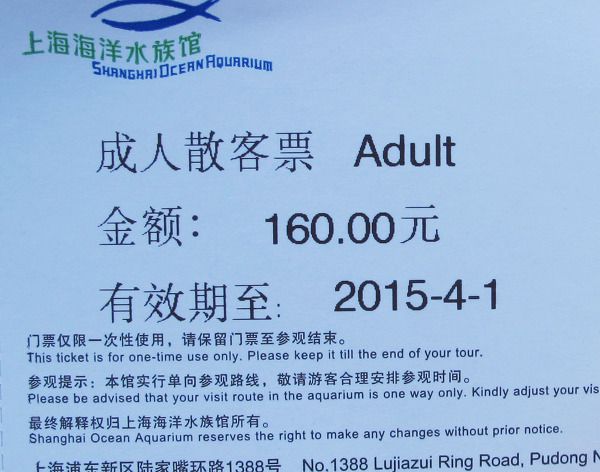 上海海洋水族馆
SHANGHAI OCEAN AQUARIUM
成人散客票 Adult
金额： 160.00元
有效期至： 2015-4-1
门票仅限一次性使用，请保留门票至参观结束。
This ticket is for one-time use only. Please keep it till the end of your tour.
参观提示：本馆实行单向参观路线，敬请游客合理安排参观时间。
Please be advised that your visit route in the aquarium is one way only. Kindly adjust your
最终解释权归上海海洋水族馆所有。
Shanghai Ocean Aquarium reserves the right to make any changes without prior notice.
上海浦东新区陆家嘴环路1388号 No.1388 Lujiazui Ring Road, Pudong